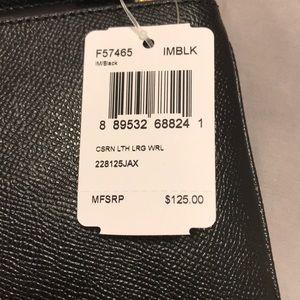 F57465 IMBLK
IM/Black
8 89532 68824 1
CSRN LTH LRG WRL
228125JAX
MFSRP $125.00